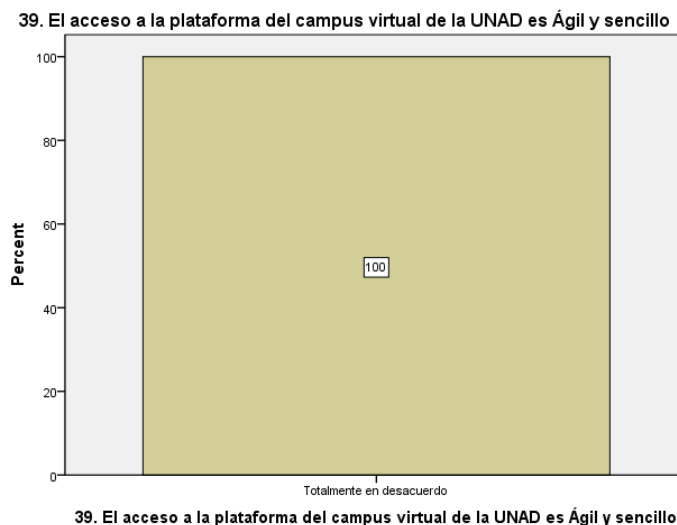 39. El acceso a la plataforma del campus virtual de la UNAD es Ágil y sencillo
100
80
60
40
20
0
Percent
100
Totalmente en desacuerdo
39. El acceso a la plataforma del campus virtual de la UNAD es Ágil y sencillo